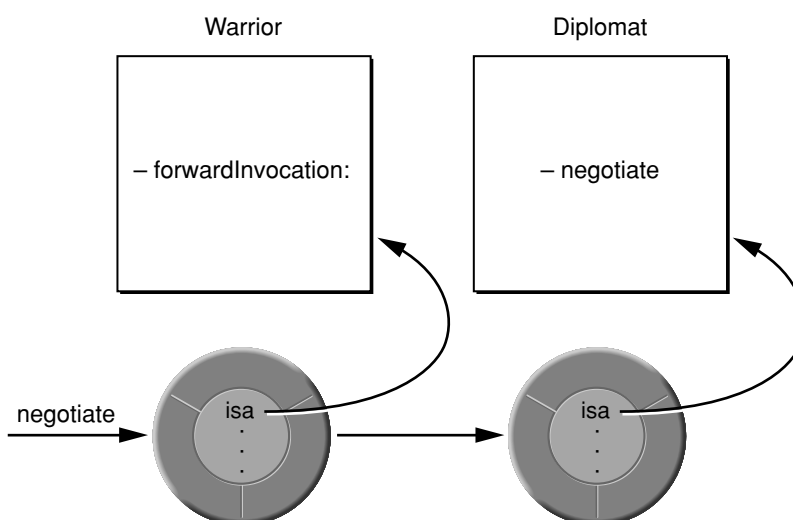 Warrior
Diplomat
– forwardInvocation:
– negotiate
negotiate
isa
.
.
.
isa
.
.
.